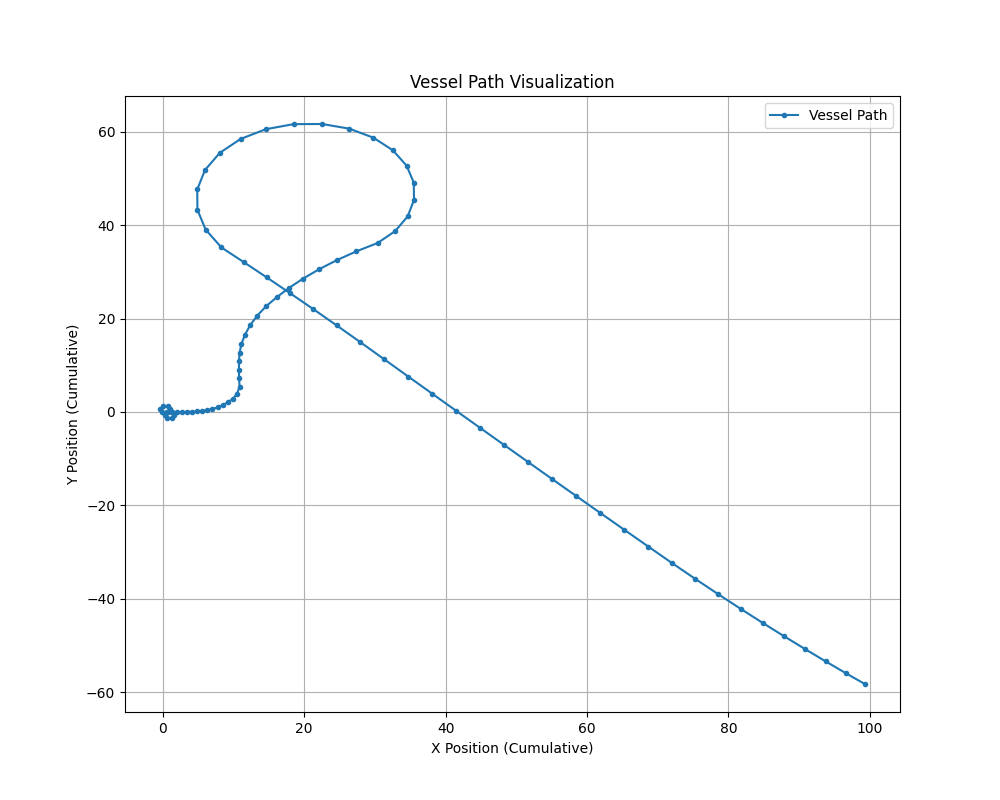 Vessel Path Visualization
Vessel Path
Y Position (Cumulative)
60
40
20
0
−20
−40
−60
0 20 40 60 80 100
X Position (Cumulative)